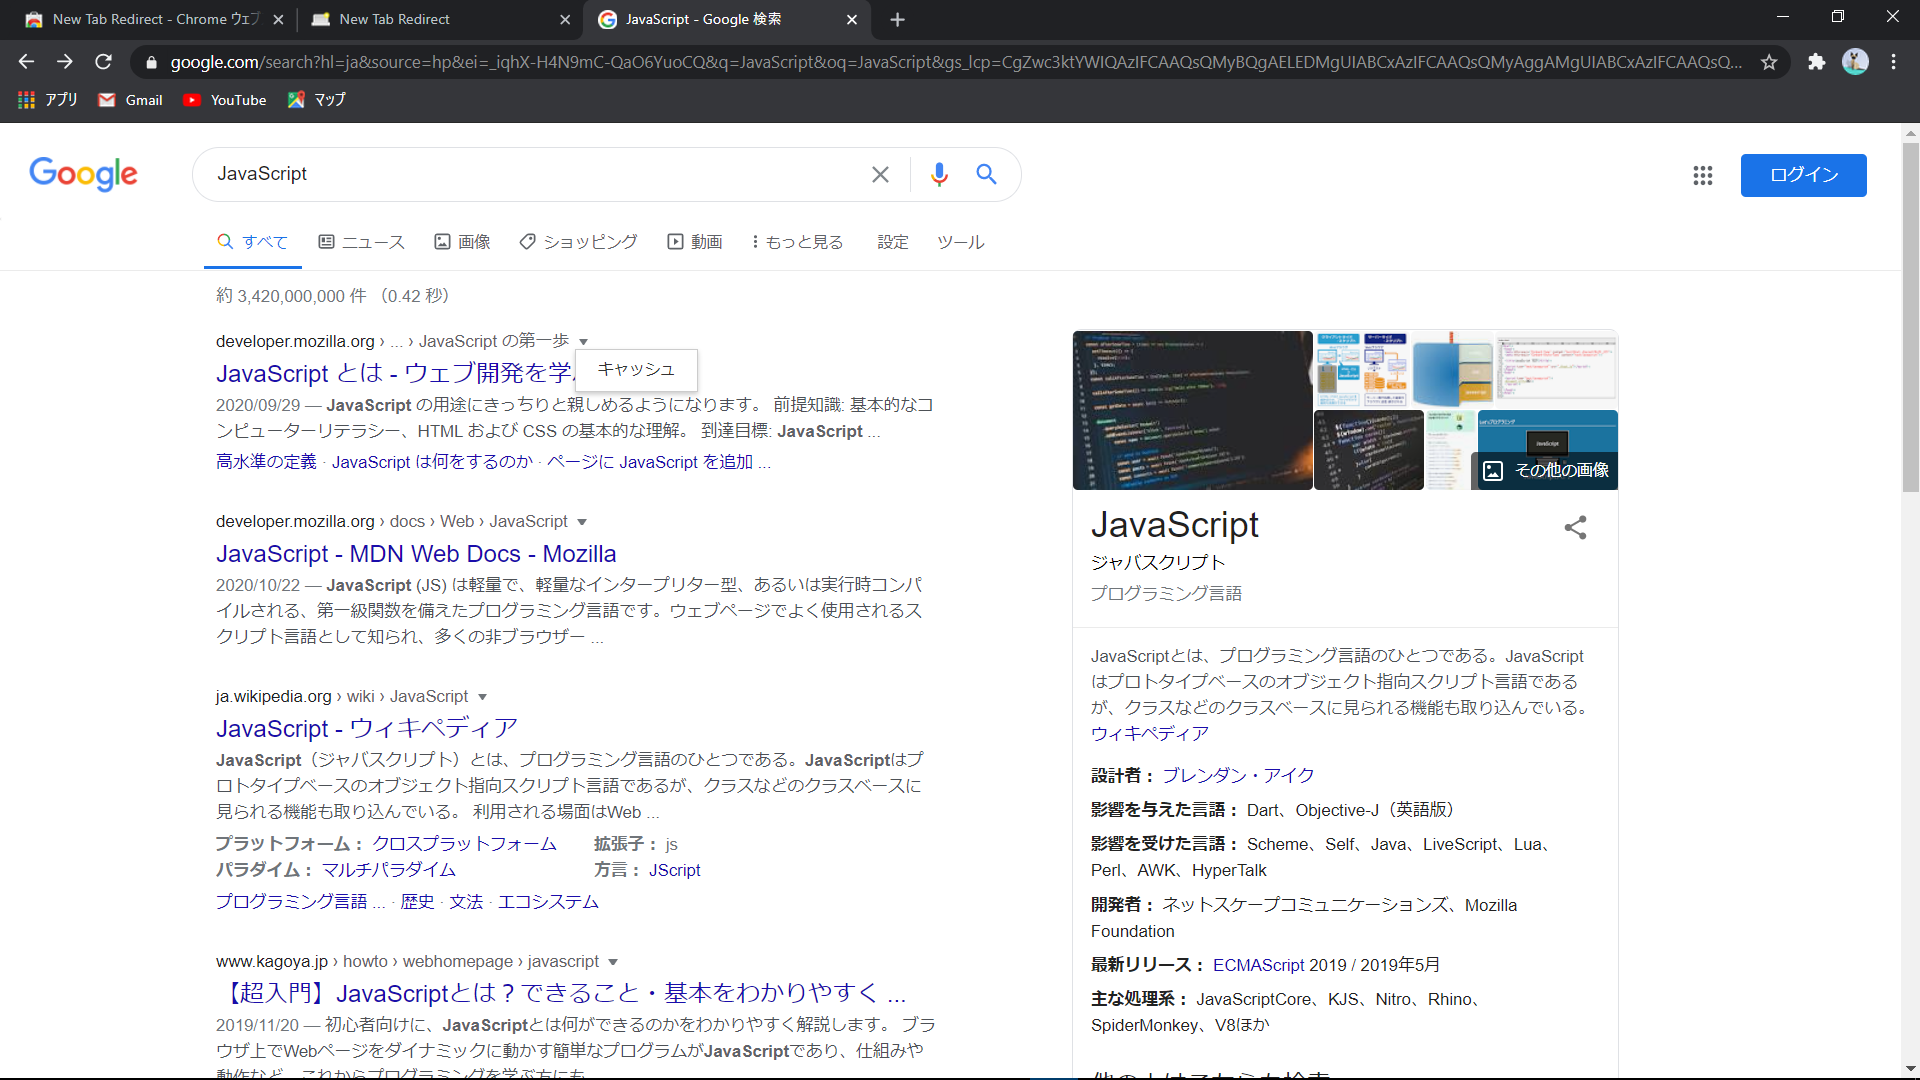 New Tab Redirect - Chrome ウェブ
New Tab Redirect
JavaScript - Google 検索
google.com/search?hl=ja&source=hp&ei=_iqhX-H4N9mC-QaO6YuoCQ&q=JavaScript&oq=JavaScript&gs_lcp=CgZwc3ktYWIQAzIFCAAQsQMyBQgAELEDMgUIABCxAzIFCAAQsQMyAggAMgUIABCxAzIFCAAQsQ...
アプリ Gmail YouTube マップ
Google
JavaScript
ログイン
すべて ニュース 画像 ショッピング 動画 もっと見る 設定 ツール
約 3,420,000,000 件 （0.42 秒）
developer.mozilla.org › ... › JavaScript の第一歩
JavaScript とは - ウェブ開発を学
キャッシュ
2020/09/29 — JavaScript の用途にきっちりと親しめるようになります。 前提知識: 基本的なコ
ンピューターリテラシー、HTML および CSS の基本的な理解。 到達目標: JavaScript ...
高水準の定義 · JavaScript は何をするのか · ページに JavaScript を追加 ...
developer.mozilla.org › docs › Web › JavaScript
JavaScript - MDN Web Docs - Mozilla
2020/10/22 — JavaScript (JS) は軽量で、軽量なインタープリター型、あるいは実行時コンパ
イルされる、第一級関数を備えたプログラミング言語です。ウェブページでよく使用されるス
クリプト言語として知られ、多くの非ブラウザー ...
ja.wikipedia.org › wiki › JavaScript
JavaScript - ウィキペディア
JavaScript（ジャバスクリプト）とは、プログラミング言語のひとつである。JavaScriptはプ
ロトタイプベースのオブジェクト指向スクリプト言語であるが、クラスなどのクラスベースに
見られる機能も取り込んでいる。 利用される場面はWeb ...
プラットフォーム： クロスプラットフォーム 拡張子： js
パラダイム： マルチパラダイム 方言： JScript
プログラミング言語 ... · 歴史 · 文法 · エコシステム
www.kagoya.jp › howto › webhomepage › javascript
【超入門】JavaScriptとは？できること・基本をわかりやすく ...
2019/11/20 — 初心者向けに、JavaScriptとは何ができるのかをわかりやすく解説します。 ブラ
ウザ上でWebページをダイナミックに動かす簡単なプログラムがJavaScriptであり、仕組みや
動作など、これからプログラミングを学ぶ方にも
その他の画像
JavaScript
ジャバスクリプト
プログラミング言語
JavaScriptとは、プログラミング言語のひとつである。JavaScript
はプロトタイプベースのオブジェクト指向スクリプト言語である
が、クラスなどのクラスベースに見られる機能も取り込んでいる。
ウィキペディア
設計者： ブレンダン・アイク
影響を与えた言語： Dart、Objective-J（英語版）
影響を受けた言語： Scheme、Self、Java、LiveScript、Lua、
Perl、AWK、HyperTalk
開発者： ネットスケープコミュニケーションズ、Mozilla
Foundation
最新リリース： ECMAScript 2019 / 2019年5月
主な処理系： JavaScriptCore、KJS、Nitro、Rhino、
SpiderMonkey、V8ほか
他の人はこちらも検索